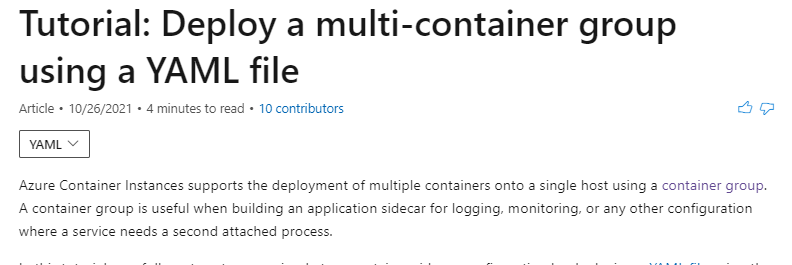 Tutorial: Deploy a multi-container group
using a YAML file
Article • 10/26/2021 • 4 minutes to read • 10 contributors
YAML
Azure Container Instances supports the deployment of multiple containers onto a single host using a container group.
A container group is useful when building an application sidecar for logging, monitoring, or any other configuration
where a service needs a second attached process.